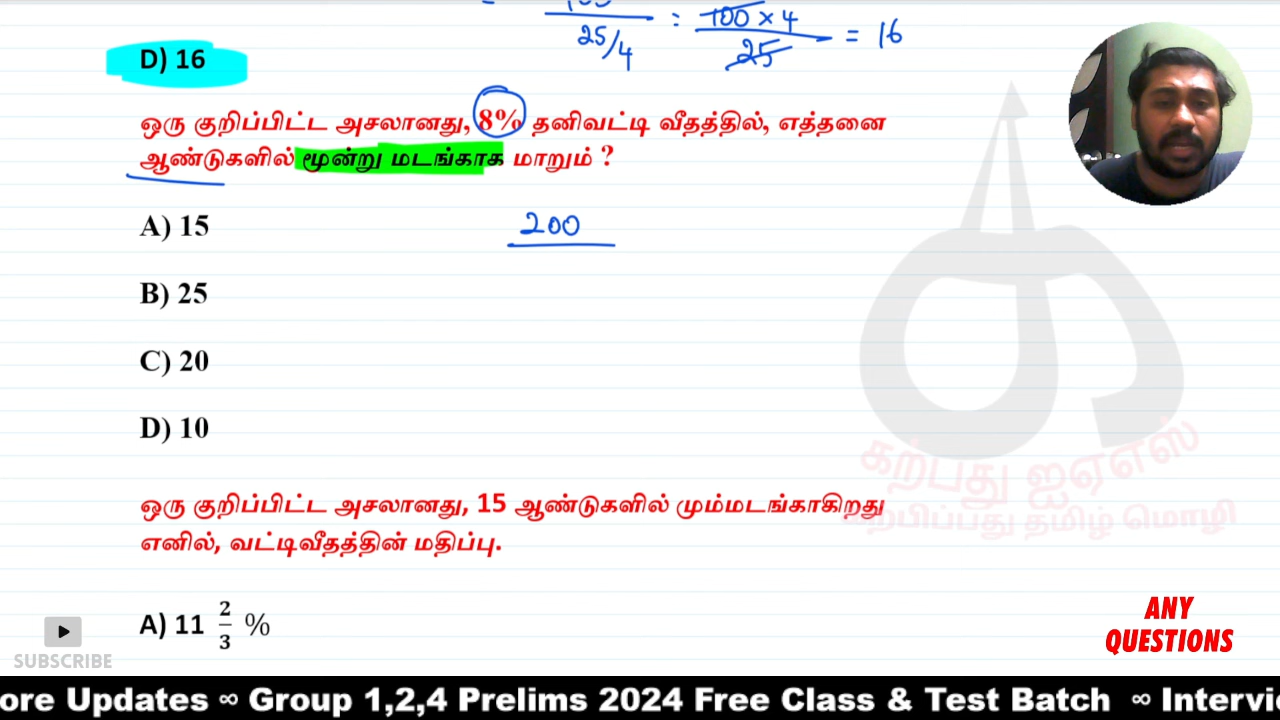 100 × 4
25/4 : 25 = 16
D) 16
ஒரு குறிப்பிட்ட அசலானது, 8% தனிவட்டி வீதத்தில், எத்தனை
ஆண்டுகளில் மூன்று மடங்காக மாறும் ?
A) 15
200
B) 25
C) 20
D) 10
கற்பது ஐஏஎஸ்
கற்பிப்பது தமிழ் மொழி
ஒரு குறிப்பிட்ட அசலானது, 15 ஆண்டுகளில் மும்மடங்காகிறது
எனில், வட்டிவீதத்தின் மதிப்பு.
A) 11 2/3 %
ANY
QUESTIONS
SUBSCRIBE
ore Updates ∞ Group 1,2,4 Prelims 2024 Free Class & Test Batch ∞ Intervi